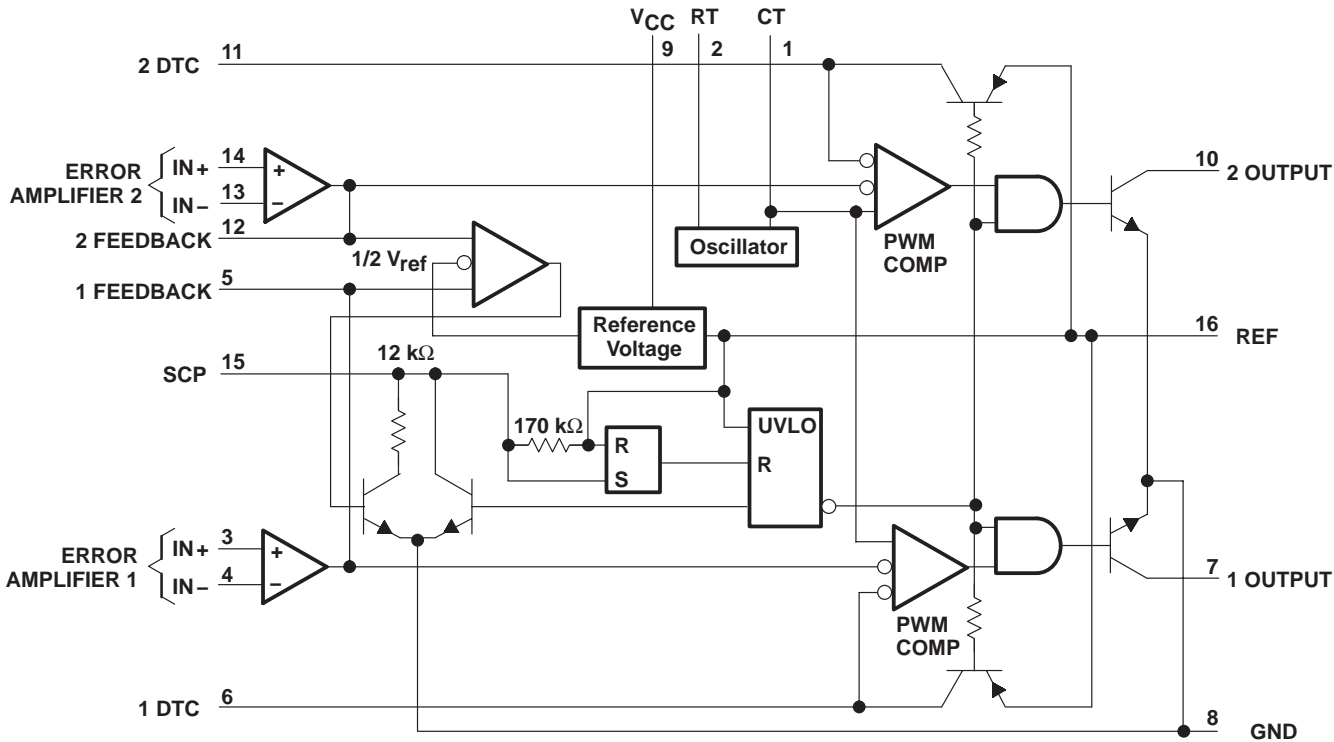 VCC RT CT
9 2 1
2 DTC 11
ERROR
AMPLIFIER 2
IN+ 14
+
IN− 13
−
2 FEEDBACK 12
1/2 Vref
1 FEEDBACK 5
Oscillator
PWM
COMP
10 2 OUTPUT
Reference
Voltage
16 REF
SCP 15
12 kΩ
170 kΩ
R
S
UVLO
R
ERROR
AMPLIFIER 1
IN+ 3
+
IN− 4
−
PWM
COMP
7 1 OUTPUT
1 DTC 6
8 GND